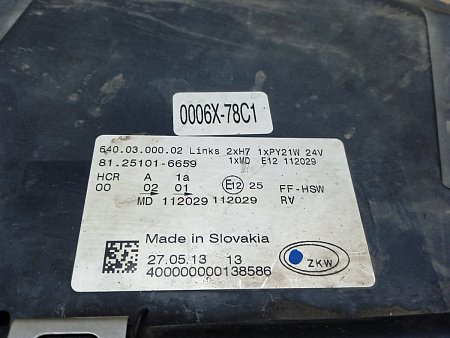 0006X-78C1
640.03.000.02 Links 2xH7 1xPY21W 24V
81.25101-6659 1xMD E12 112029
HCR A 1a E12 25 FF-HSW
00 02 01 RV
MD 112029 112029
Made in Slovakia
27.05.13 13
400000000138586
ZKW